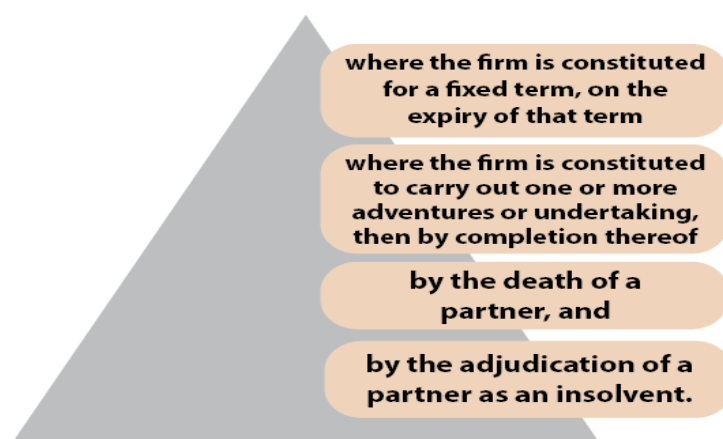 where the firm is constituted
for a fixed term, on the
expiry of that term
where the firm is constituted
to carry out one or more
adventures or undertaking,
then by completion thereof
by the death of a
partner, and
by the adjudication of a
partner as an insolvent.